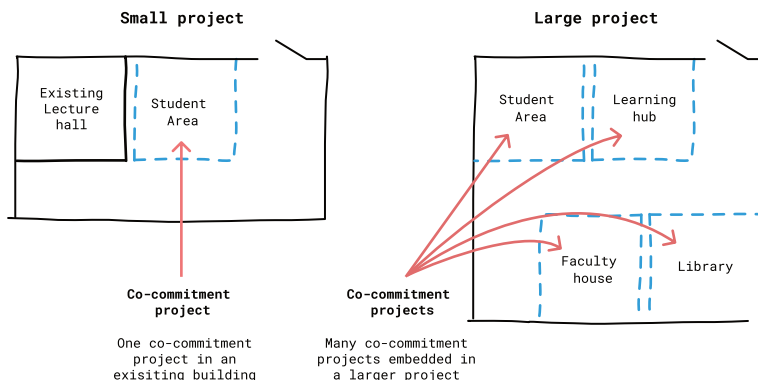 Small project
Large project
Existing
Lecture
hall
Student
Area
Student
Area
Learning
hub
Faculty
house
Library
Co-commitment
project
One co-commitment
project in an
exisiting building
Co-commitment
projects
Many co-commitment
projects embedded in
a larger project